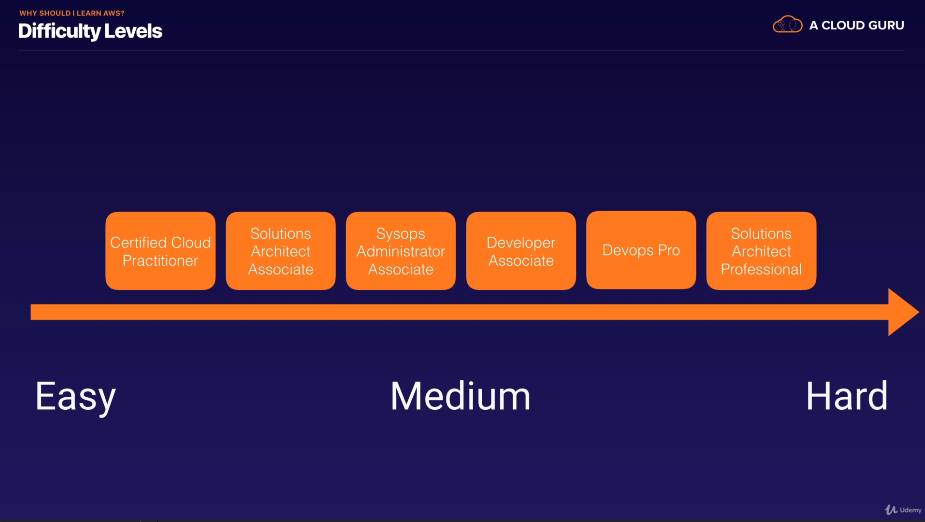 WHY SHOULD I LEARN AWS?
Difficulty Levels
A CLOUD GURU
Certified Cloud
Practitioner
Solutions
Architect
Associate
Sysops
Administrator
Associate
Developer
Associate
Devops Pro
Solutions
Architect
Professional
Easy
Medium
Hard
Udemy